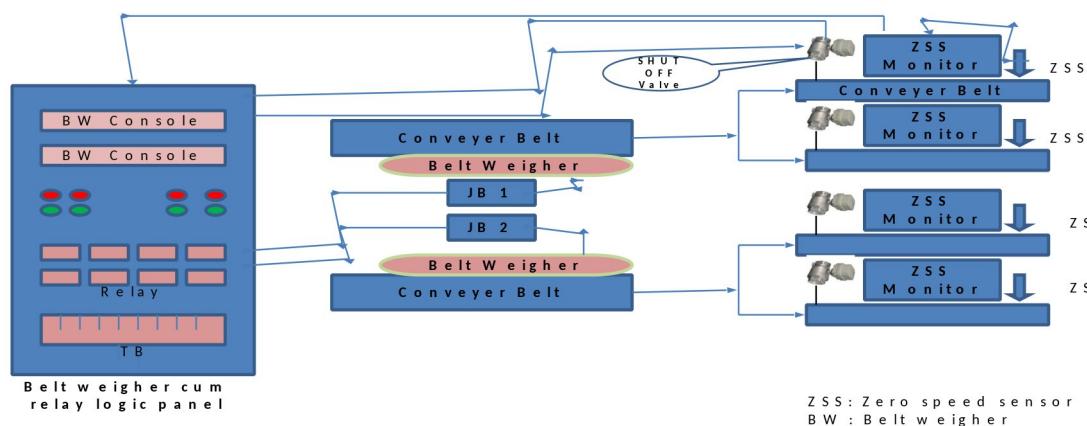 BW Console
BW Console
Relay
TB
Belt weigher cum
relay logic panel
Conveyer Belt
Belt Weigher
JB 1
JB 2
Belt Weigher
Conveyer Belt
SHUT
OFF
Valve
ZSS
Monitor
ZSS
Conveyer Belt
ZSS
Monitor
ZSS
ZSS
Monitor
ZS
ZSS
Monitor
ZS
ZSS: Zero speed sensor
BW : Belt weigher